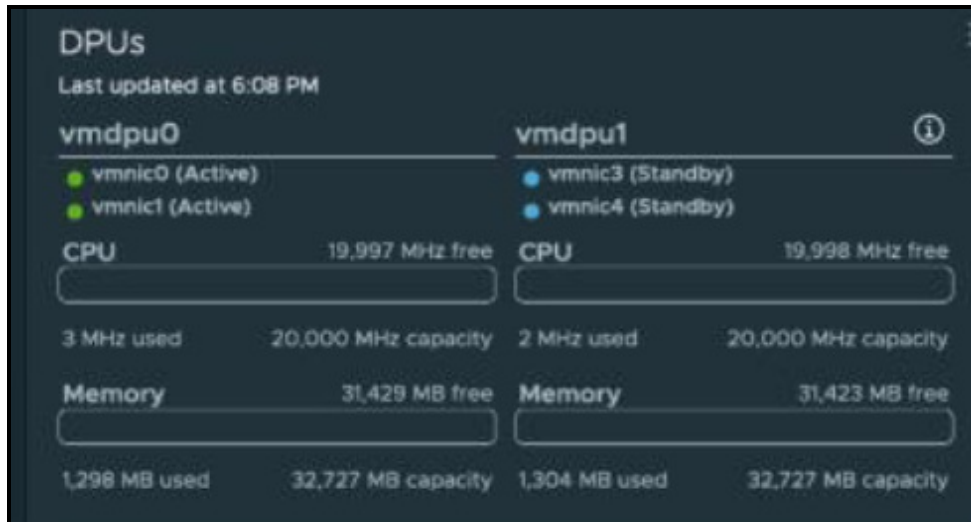 DPUs
Last updated at 6:08 PM
vmdpu0
vmnic0 (Active)
vmnic1 (Active)
CPU 19,997 MHz free
3 MHz used 20,000 MHz capacity
Memory 31,429 MB free
1,298 MB used 32,727 MB capacity
vmdpu1
vmnic3 (Standby)
vmnic4 (Standby)
CPU 19,998 MHz free
2 MHz used 20,000 MHz capacity
Memory 31,423 MB free
1,304 MB used 32,727 MB capacity